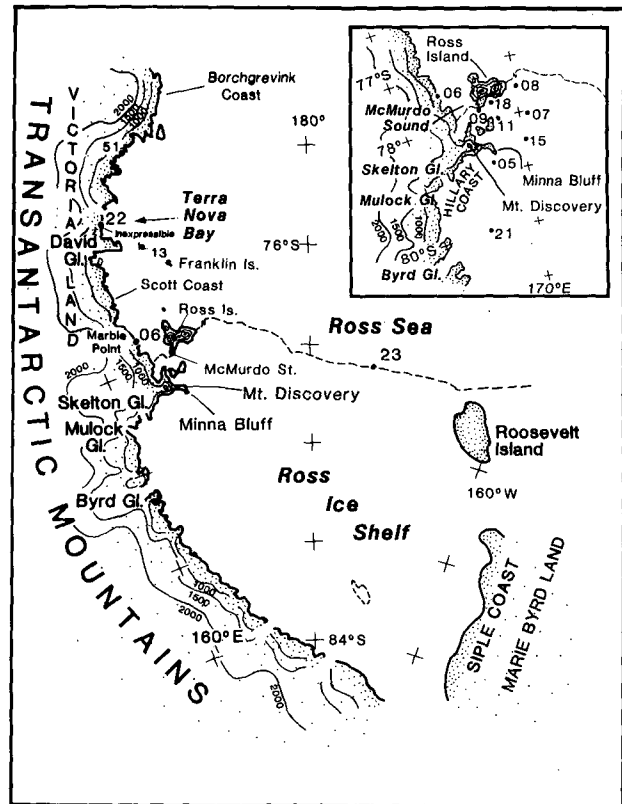 Borchgrevink
Coast
VICTORIA LAND
TRANSANTARCTIC MOUNTAINS
2000
51
180°
22
Terra
Nova
Bay
Inexpressible
David
Gl.
13
Franklin Is.
76°S
Scott Coast
Ross Is.
Marble
Point
06
Ross Sea
23
McMurdo St.
2000
1500
1000
Mt. Discovery
Skelton Gl.
Minna Bluff
Mulock
Gl.
Roosevelt
Island
160°W
Ross
Ice
Shelf
Byrd Gl.
1000
1500
2000
160°E
84°S
2000
SIPLE COAST
MARIE BYRD LAND
Ross
Island
77°S
06
08
McMurdo
Sound
18
09
07
11
78°
15
Skelton Gl.
05
Minna Bluff
HILLARY COAST
Mt. Discovery
Mulock Gl.
2000
1500
1000
21
80°S
Byrd Gl.
170°E